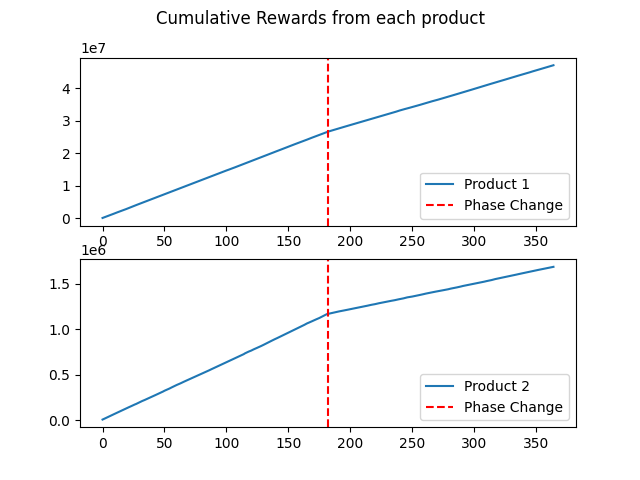 Cumulative Rewards from each product
1e7
4
3
2
1
0
Product 1
Phase Change
0 50 100 150 200 250 300 350
1e6
1.5
1.0
0.5
0.0
Product 2
Phase Change
0 50 100 150 200 250 300 350